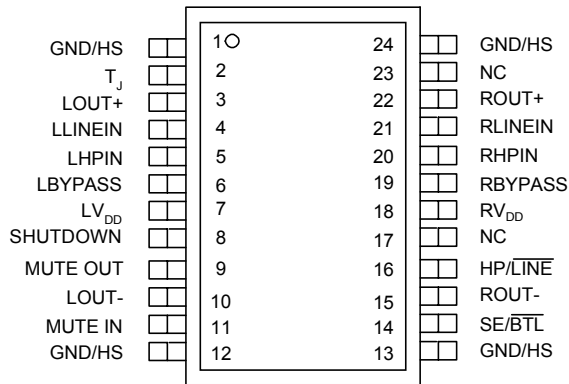 GND/HS 1 24 GND/HS
TJ 2 23 NC
LOUT+ 3 22 ROUT+
LLINEIN 4 21 RLINEIN
LHPIN 5 20 RHPIN
LBYPASS 6 19 RBYPASS
LVDD 7 18 RVDD
SHUTDOWN 8 17 NC
MUTE OUT 9 16 HP/LINE
LOUT- 10 15 ROUT-
MUTE IN 11 14 SE/BTL
GND/HS 12 13 GND/HS